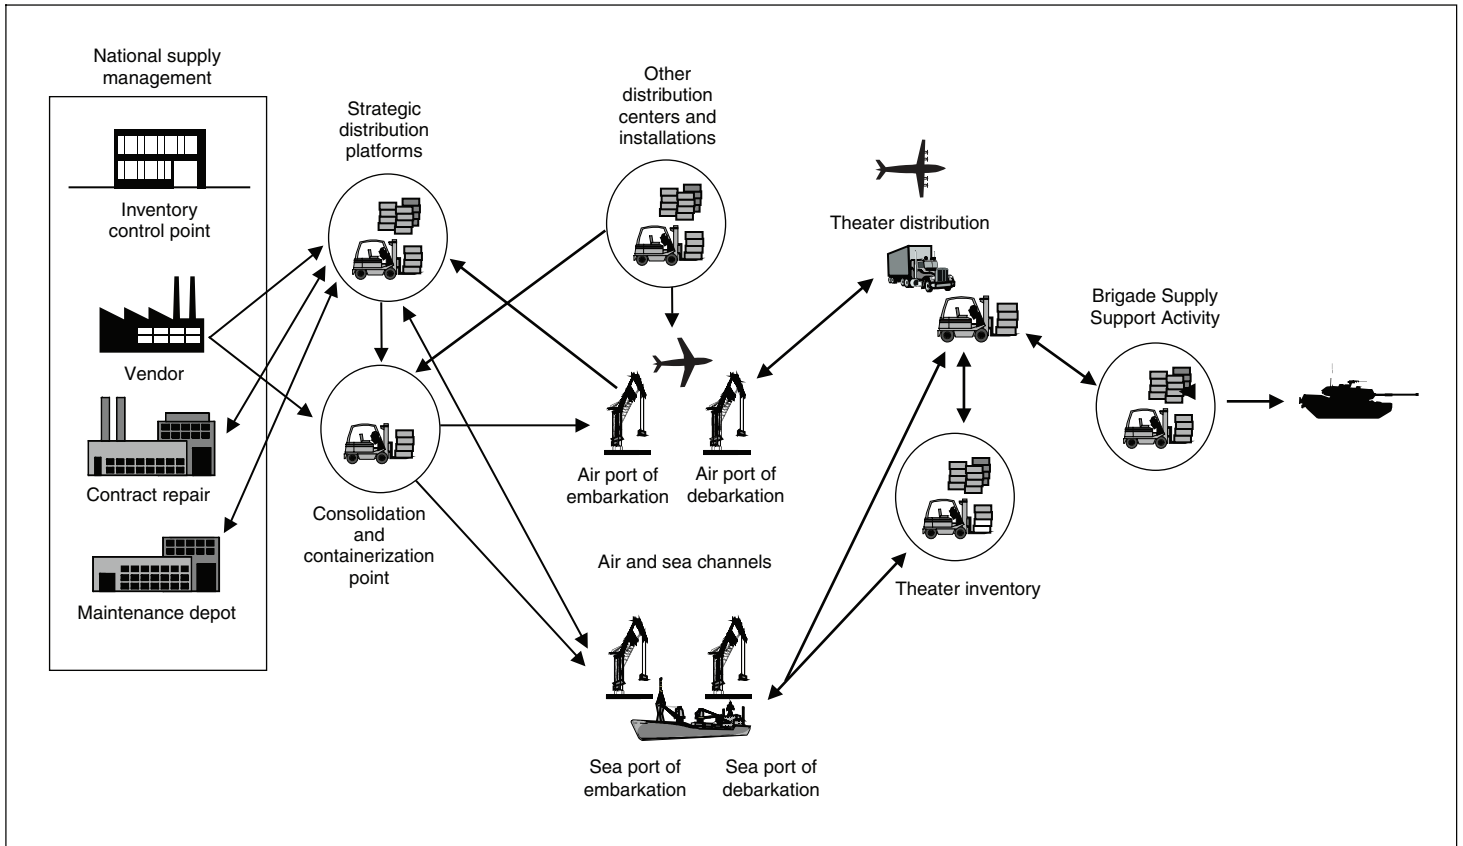 National supply
management
Inventory
control point
Vendor
Contract repair
Maintenance depot
Strategic
distribution
platforms
Consolidation
and
containerization
point
Other
distribution
centers and
installations
Air port of
embarkation
Air port of
debarkation
Air and sea channels
Sea port of
embarkation
Sea port of
debarkation
Theater distribution
Theater inventory
Brigade Supply
Support Activity